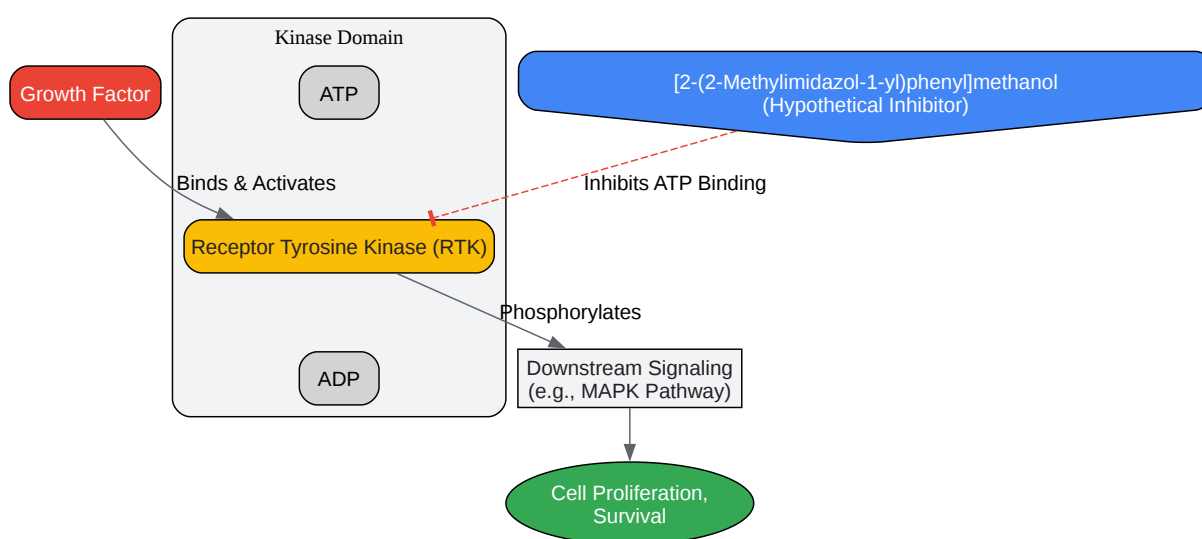 Kinase Domain
Growth Factor
ATP
[2-(2-Methylimidazol-1-yl)phenyl]methanol
(Hypothetical Inhibitor)
Binds & Activates
Inhibits ATP Binding
Receptor Tyrosine Kinase (RTK)
Phosphorylates
ADP
Downstream Signaling
(e.g., MAPK Pathway)
Cell Proliferation,
Survival